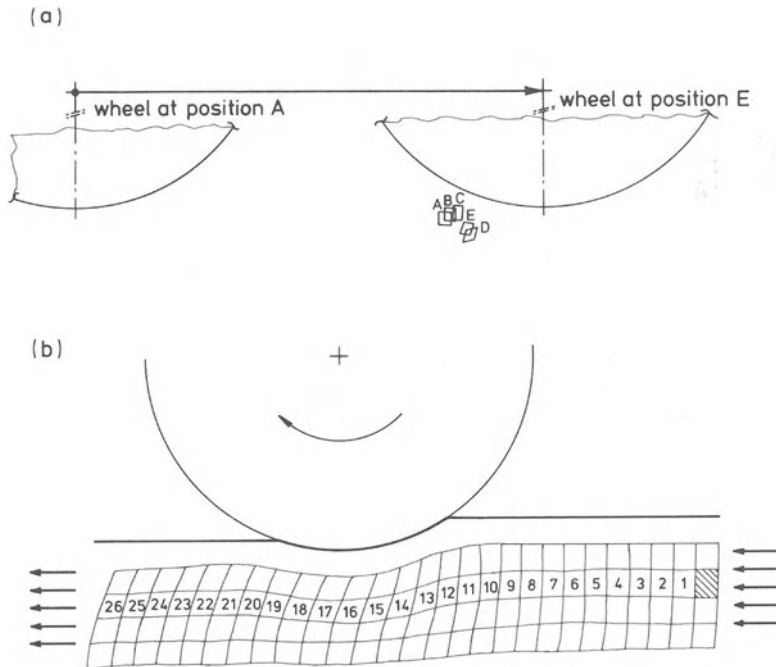 (a)
wheel at position A
wheel at position E
A B C
E
D
(b)
26 25 24 23 22 21 20 19 18 17 16 15 14 13 12 11 10 9 8 7 6 5 4 3 2 1